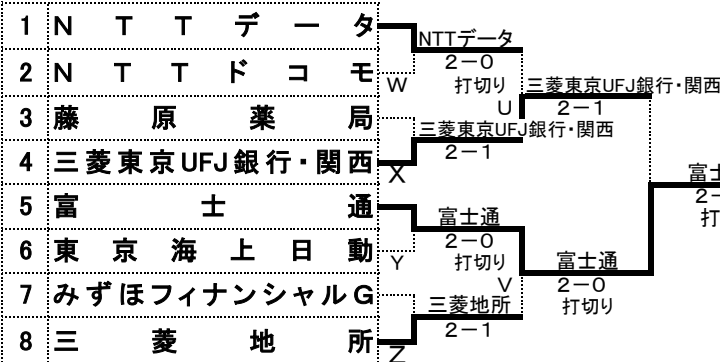 1 NTTデータ
2 NTTドコモ
3 藤原薬局
4 三菱東京UFJ銀行・関西
5 富士通
6 東京海上日動
7 みずほフィナンシャルG
8 三菱地所
NTTデータ
2-0
打切り
W
U
三菱東京UFJ銀行・関西
2-1
X
三菱東京UFJ銀行・関西
2-1
富士通
2-0
打切り
Y
V
三菱地所
2-1
Z
富士通
2-0
打切り
富士
2-
打